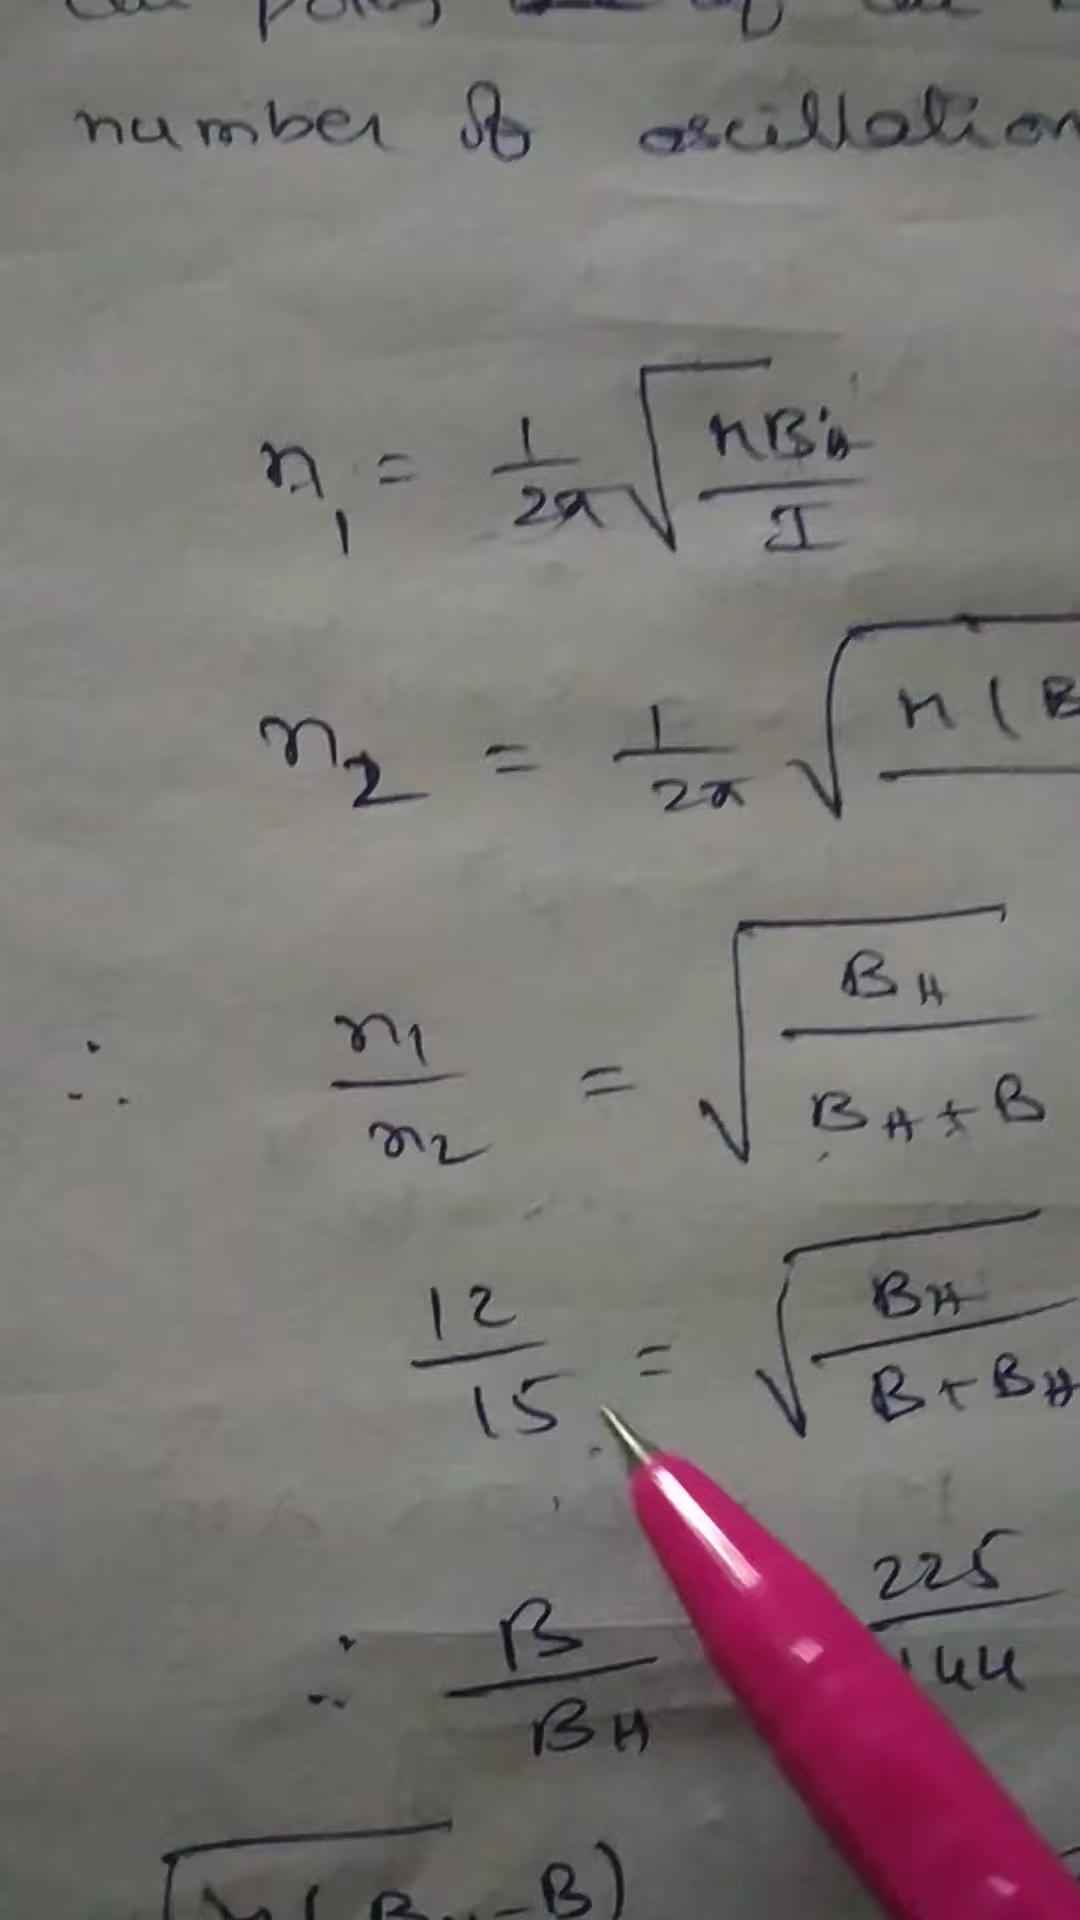 number of oscillation
n₁ = 1/2π √(MB_H/I)
n₂ = 1/2π √(M(B
∴ n₁/n₂ = √(B_H/(B_H + B
12/15 = √(B_H/(B + B_H
∴ B/B_H 225/144
B)